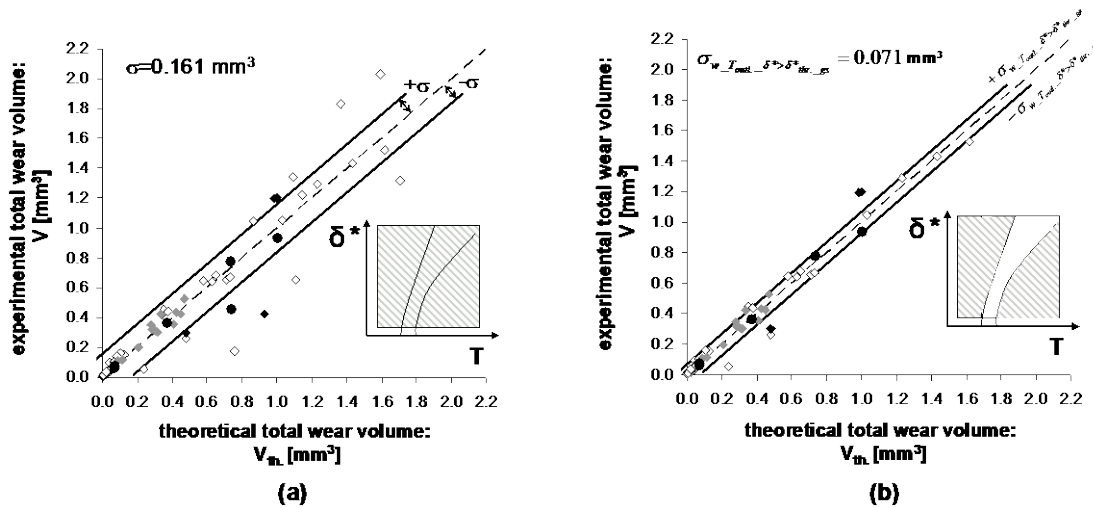 2.2
2.0
1.8
1.6
1.4
1.2
1.0
0.8
0.6
0.4
0.2
0.0
experimental total wear volume:
V [mm³]
σ=0.161 mm³
+σ
−σ
δ*
T
0.0 0.2 0.4 0.6 0.8 1.0 1.2 1.4 1.6 1.8 2.0 2.2
theoretical total wear volume:
Vth. [mm³]
(a)
2.2
2.0
1.8
1.6
1.4
1.2
1.0
0.8
0.6
0.4
0.2
0.0
experimental total wear volume:
V [mm³]
= 0.071 mm³
δ*
T
0.0 0.2 0.4 0.6 0.8 1.0 1.2 1.4 1.6 1.8 2.0 2.2
theoretical total wear volume:
Vth. [mm³]
(b)